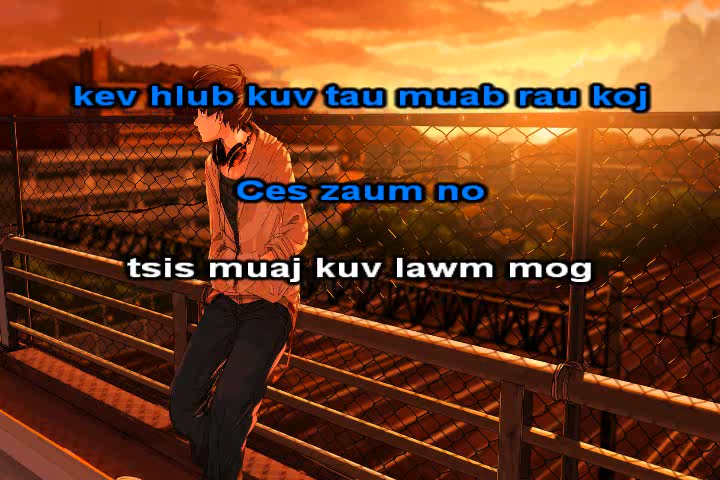 kev hlub kuv tau muab rau koj
Ces zaum no
tsis muaj kuv lawm mog